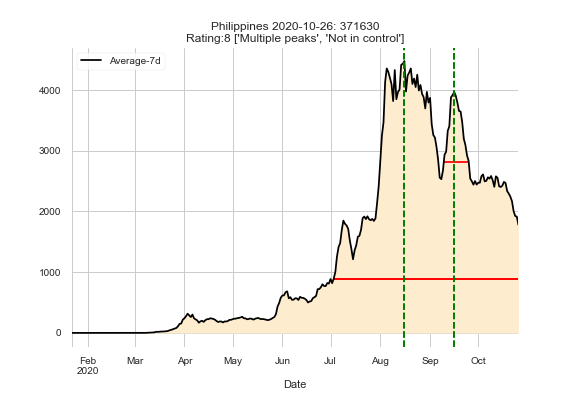 Philippines 2020-10-26: 371630
Rating:8 ['Multiple peaks', 'Not in control']
Average-7d
4000
3000
2000
1000
0
Feb Mar Apr May Jun Jul Aug Sep Oct
2020
Date